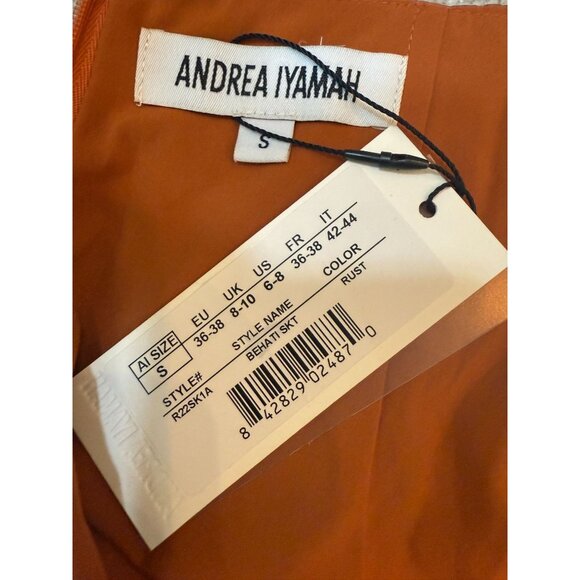 ANDREA IYAMAH
S
AI SIZE EU UK US FR IT
S 36-38 8-10 6-8 36-38 42-44
STYLE# STYLE NAME COLOR
R22SK1A BEHATI SKT RUST
8 42829 02487 0